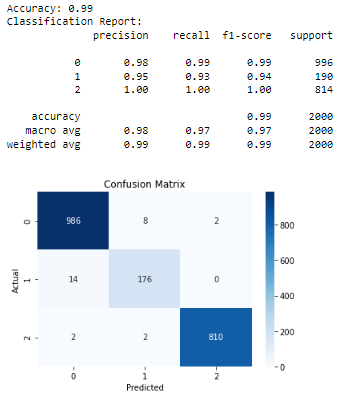 Accuracy: 0.99
Classification Report:
precision recall f1-score support
0 0.98 0.99 0.99 996
1 0.95 0.93 0.94 190
2 1.00 1.00 1.00 814
accuracy 0.99 2000
macro avg 0.98 0.97 0.97 2000
weighted avg 0.99 0.99 0.99 2000
Confusion Matrix
0 986 8 2
1 14 176 0
2 2 2 810
Actual
0 1 2
Predicted
800
600
400
200
0